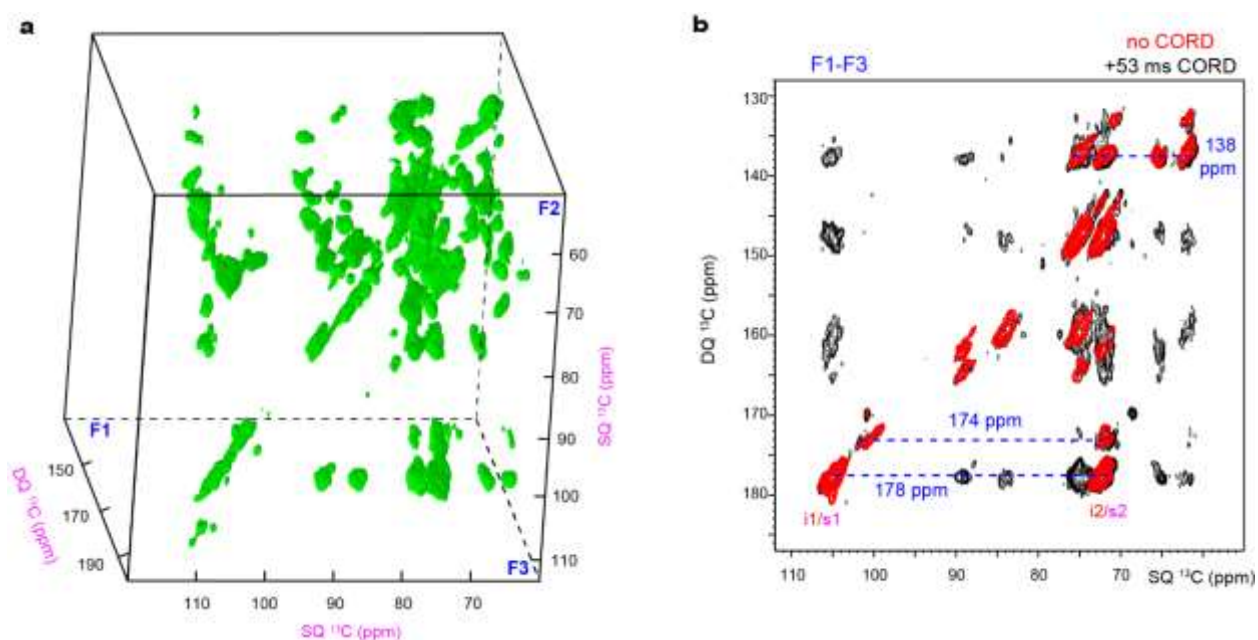 a
F2
60
70
80
90
100
110
SQ ¹³C (ppm)
F1
F3
150
170
190
DQ ¹³C (ppm)
110
100
90
80
70
SQ ¹³C (ppm)
b
no CORD
F1-F3
+53 ms CORD
130
140
150
160
170
180
DQ ¹³C (ppm)
138
ppm
174 ppm
178 ppm
i1/s1
i2/s2
110
100
90
80
70
SQ ¹³C (ppm)